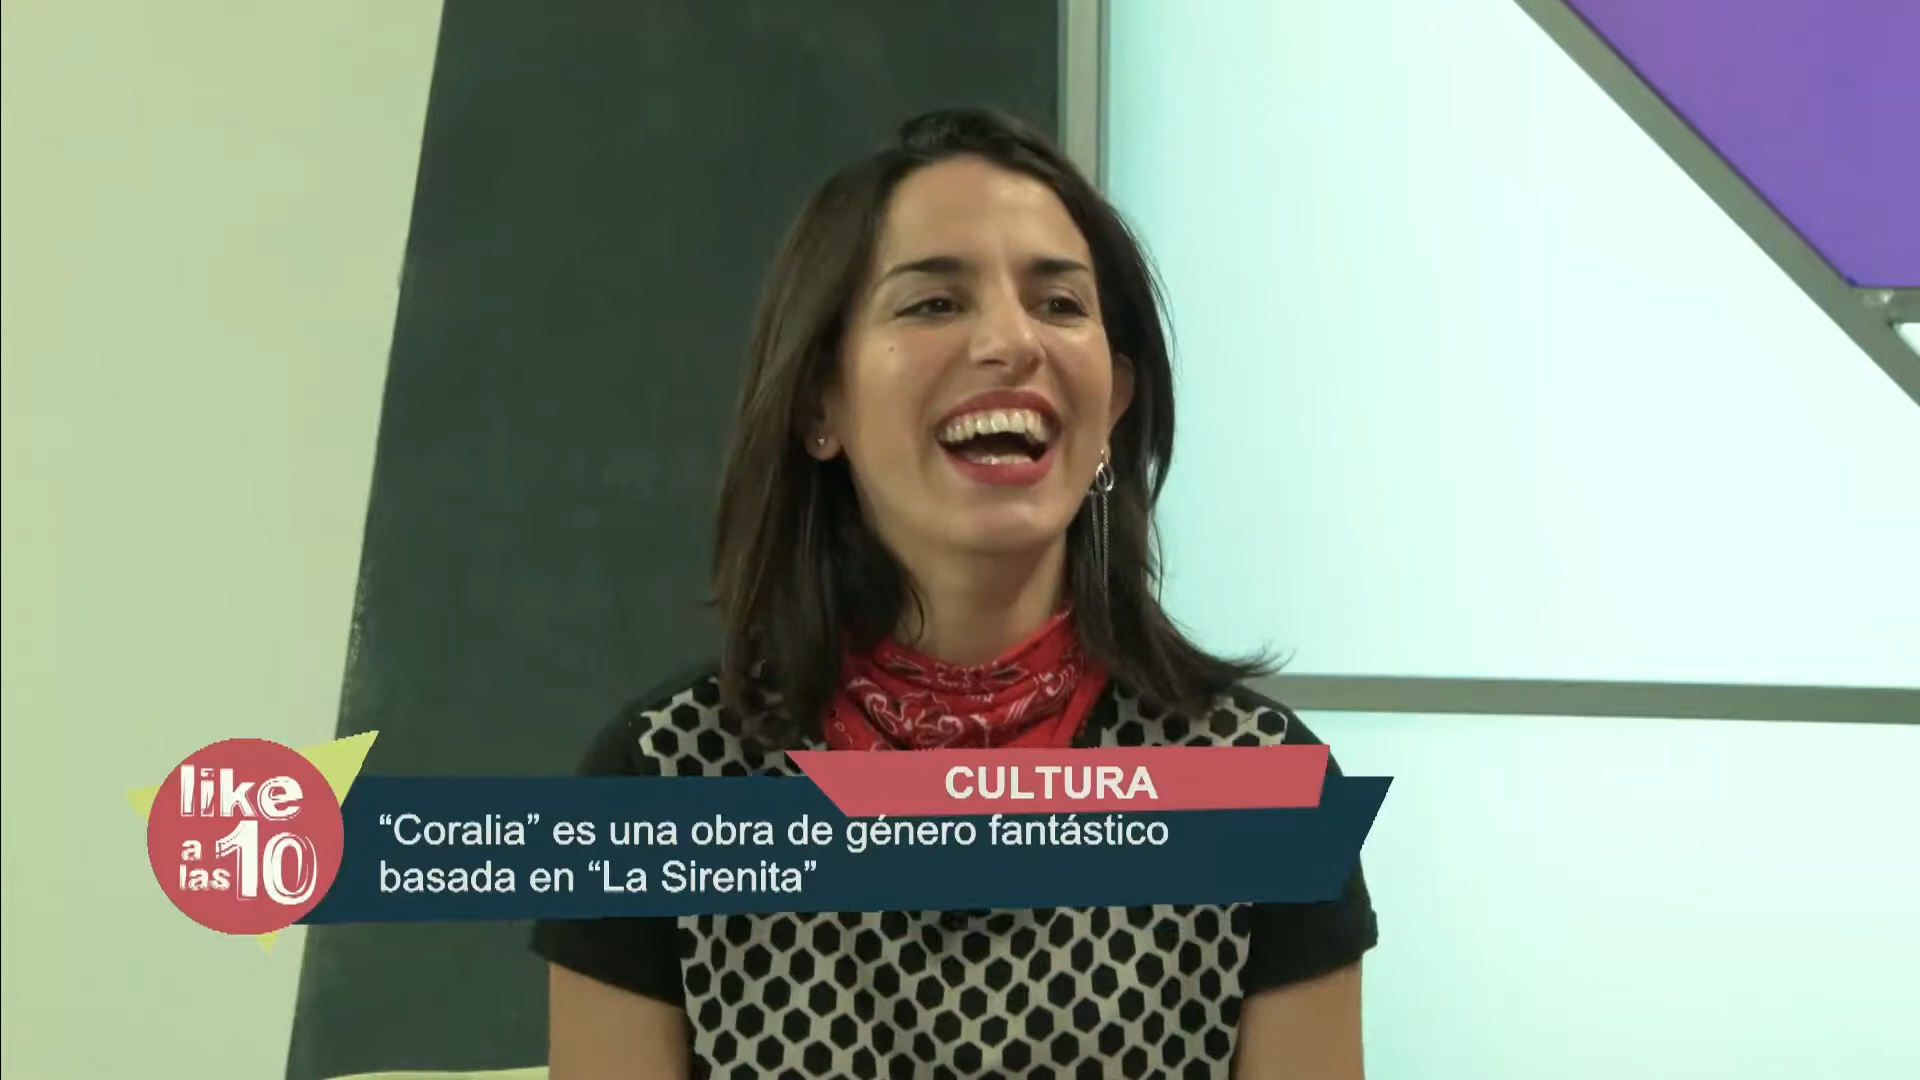 like
a
las 10
CULTURA
“Coralia” es una obra de género fantástico
basada en “La Sirenita”